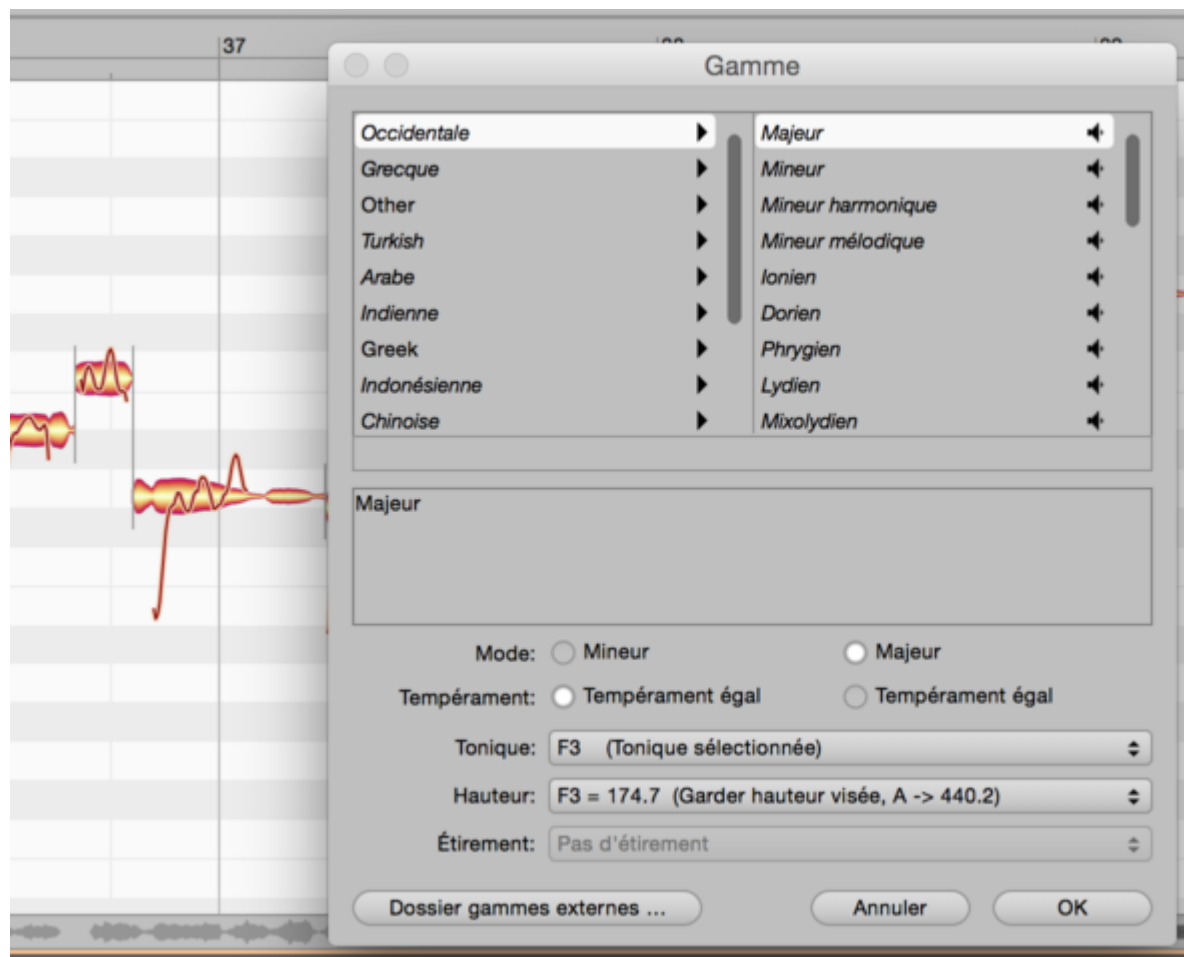 37
Gamme
Occidentale
Majeur
Grecque
Mineur
Other
Mineur harmonique
Turkish
Mineur mélodique
Arabe
Ionien
Indienne
Dorien
Greek
Phrygien
Indonésienne
Lydien
Chinoise
Mixolydien
Majeur
Mode: Mineur Majeur
Tempérament: Tempérament égal Tempérament égal
Tonique: F3 (Tonique sélectionnée)
Hauteur: F3 = 174.7 (Garder hauteur visée, A -> 440.2)
Étirement: Pas d'étirement
Dossier gammes externes ... Annuler OK